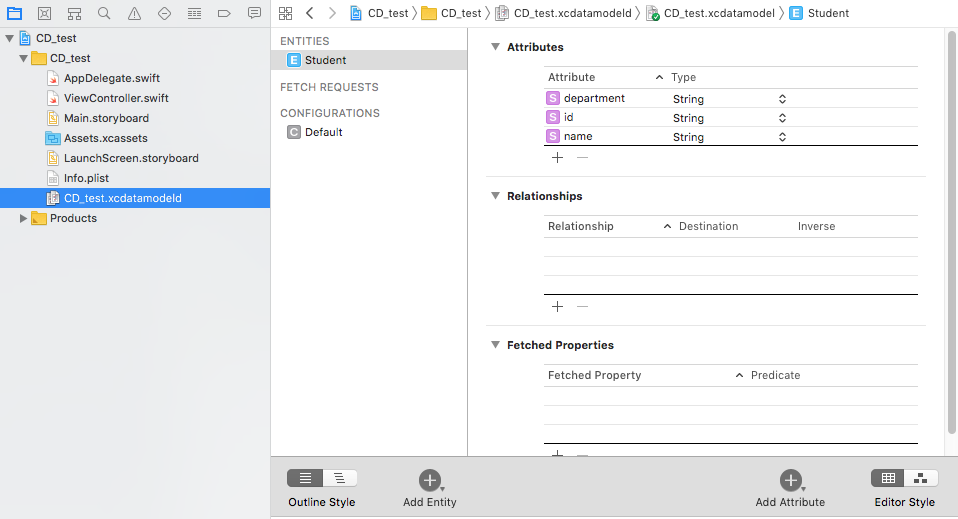 CD_test CD_test CD_test.xcdatamodeld CD_test.xcdatamodel E Student
CD_test
CD_test
AppDelegate.swift
ViewController.swift
Main.storyboard
Assets.xcassets
LaunchScreen.storyboard
Info.plist
CD_test.xcdatamodeld
Products
ENTITIES
E Student
FETCH REQUESTS
CONFIGURATIONS
C Default
Attributes
Attribute Type
S department String
S id String
S name String
Relationships
Relationship Destination Inverse
Fetched Properties
Fetched Property Predicate
Outline Style Add Entity Add Attribute Editor Style